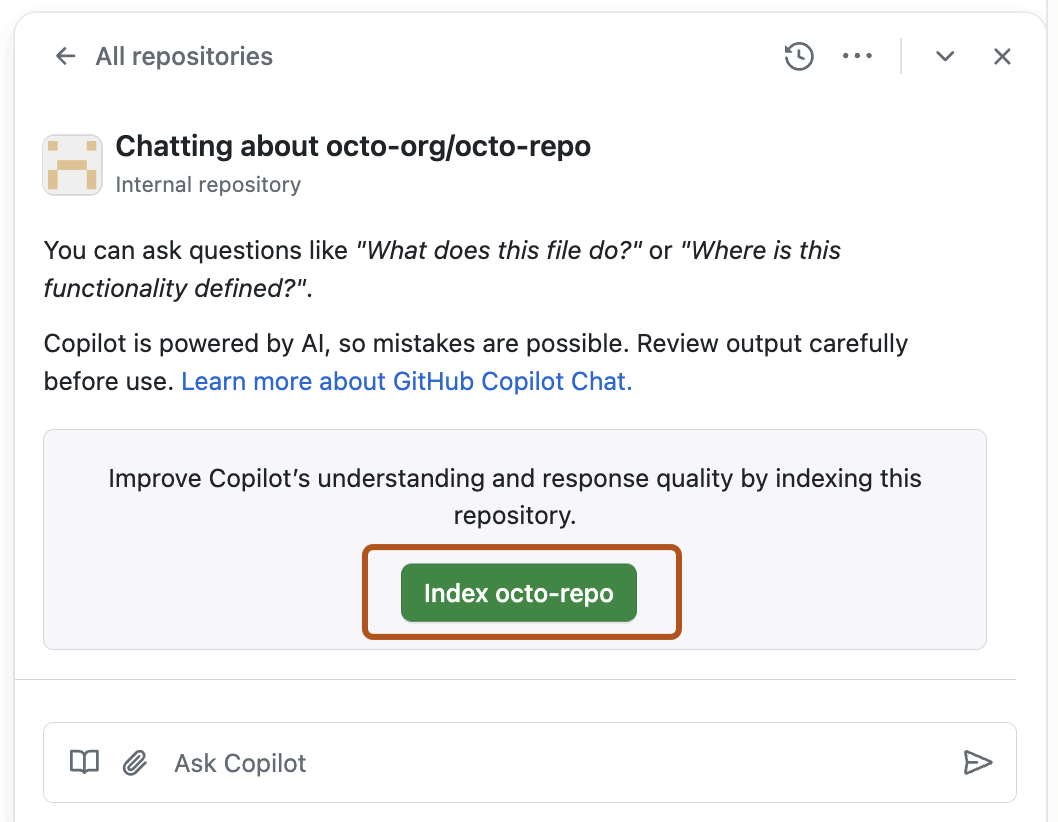 All repositories
Chatting about octo-org/octo-repo
Internal repository
You can ask questions like "What does this file do?" or "Where is this
functionality defined?".
Copilot is powered by AI, so mistakes are possible. Review output carefully
before use. Learn more about GitHub Copilot Chat.
Improve Copilot’s understanding and response quality by indexing this
repository.
Index octo-repo
Ask Copilot